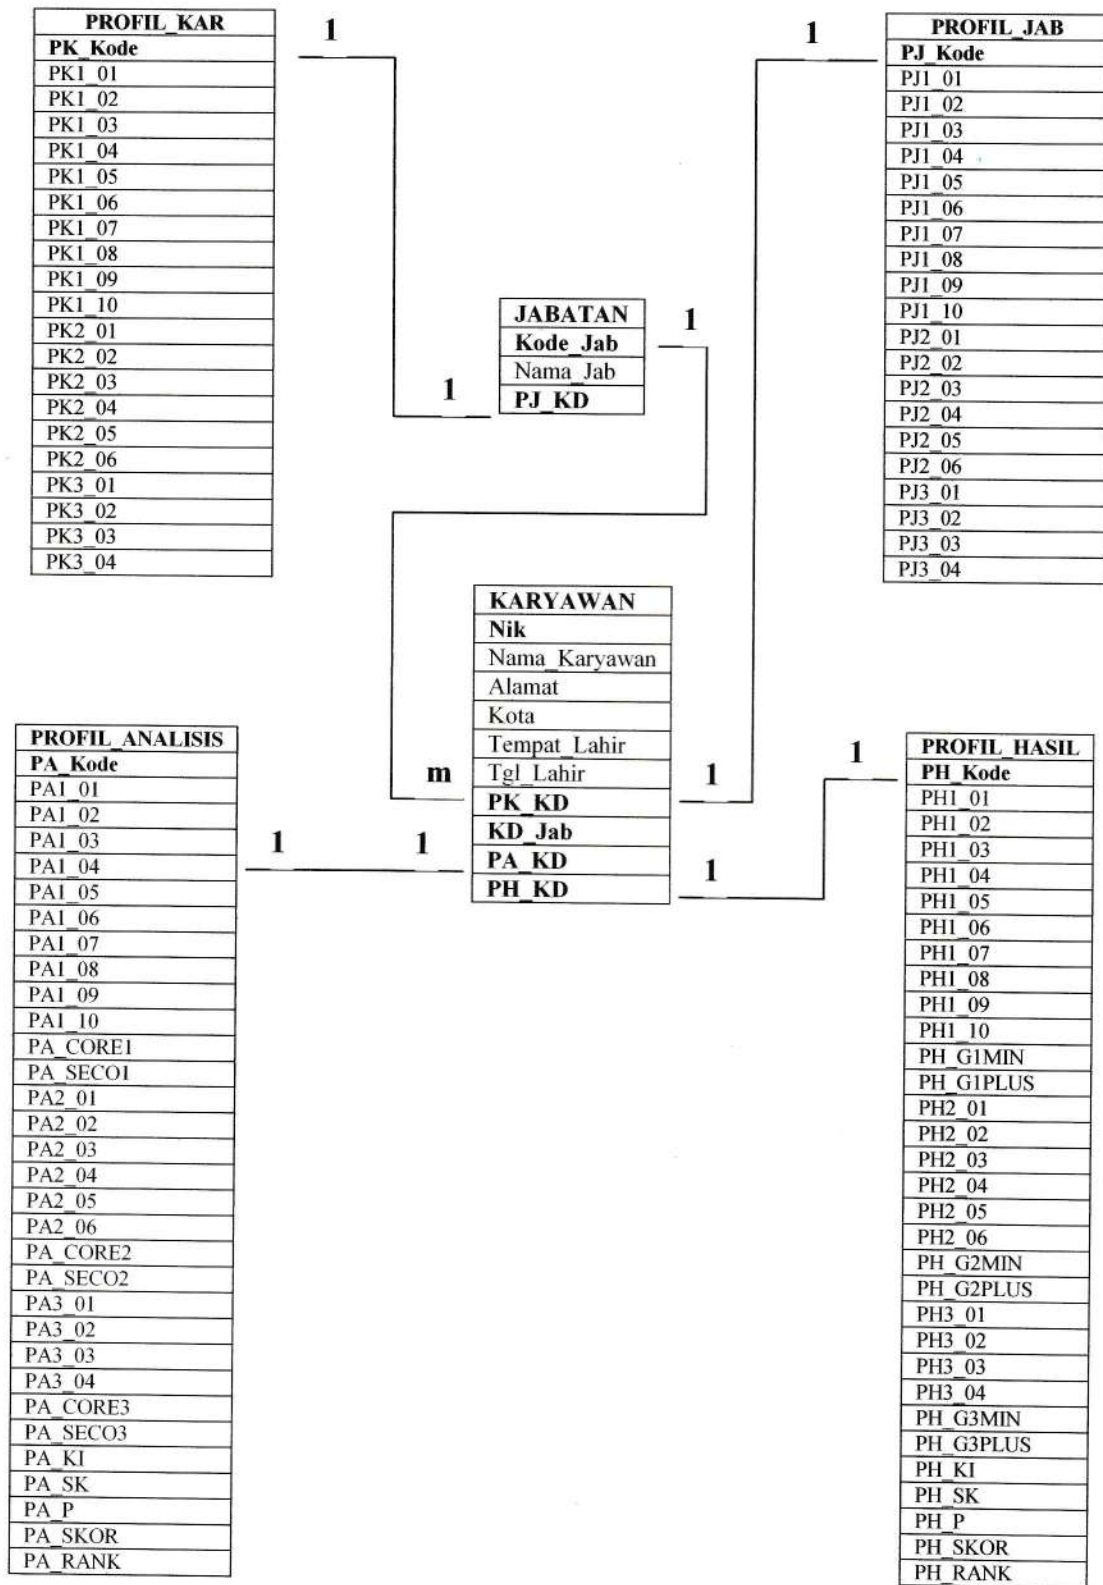 PROFIL_KAR
PK_Kode
PK1_01
PK1_02
PK1_03
PK1_04
PK1_05
PK1_06
PK1_07
PK1_08
PK1_09
PK1_10
PK2_01
PK2_02
PK2_03
PK2_04
PK2_05
PK2_06
PK3_01
PK3_02
PK3_03
PK3_04
1
1
PROFIL_JAB
PJ_Kode
PJ1_01
PJ1_02
PJ1_03
PJ1_04
PJ1_05
PJ1_06
PJ1_07
PJ1_08
PJ1_09
PJ1_10
PJ2_01
PJ2_02
PJ2_03
PJ2_04
PJ2_05
PJ2_06
PJ3_01
PJ3_02
PJ3_03
PJ3_04
JABATAN
Kode_Jab
Nama_Jab
PJ_KD
1
1
KARYAWAN
Nik
Nama_Karyawan
Alamat
Kota
Tempat_Lahir
Tgl_Lahir
PK_KD
KD_Jab
PA_KD
PH_KD
m
1
1
1
1
1
PROFIL_ANALISIS
PA_Kode
PA1_01
PA1_02
PA1_03
PA1_04
PA1_05
PA1_06
PA1_07
PA1_08
PA1_09
PA1_10
PA_CORE1
PA_SECO1
PA2_01
PA2_02
PA2_03
PA2_04
PA2_05
PA2_06
PA_CORE2
PA_SECO2
PA3_01
PA3_02
PA3_03
PA3_04
PA_CORE3
PA_SECO3
PA_KI
PA_SK
PA_P
PA_SKOR
PA_RANK
PROFIL_HASIL
PH_Kode
PH1_01
PH1_02
PH1_03
PH1_04
PH1_05
PH1_06
PH1_07
PH1_08
PH1_09
PH1_10
PH_G1MIN
PH_G1PLUS
PH2_01
PH2_02
PH2_03
PH2_04
PH2_05
PH2_06
PH_G2MIN
PH_G2PLUS
PH3_01
PH3_02
PH3_03
PH3_04
PH_G3MIN
PH_G3PLUS
PH_KI
PH_SK
PH_P
PH_SKOR
PH_RANK